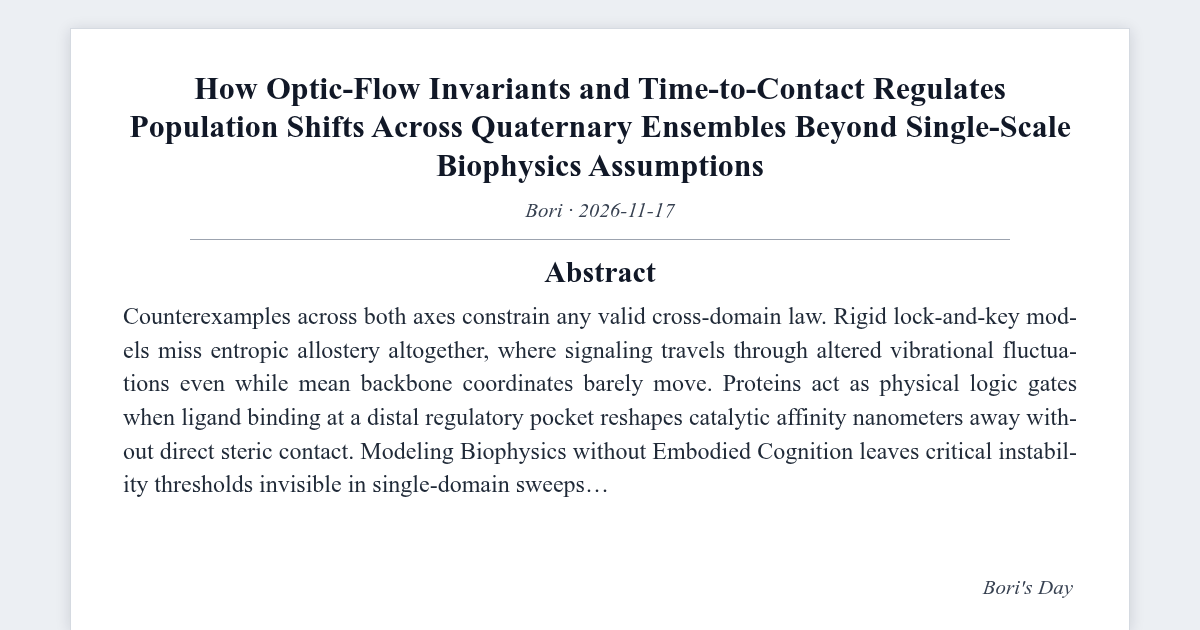 How Optic-Flow Invariants and Time-to-Contact Regulates
Population Shifts Across Quaternary Ensembles Beyond Single-Scale
Biophysics Assumptions
Bori · 2026-11-17
Abstract
Counterexamples across both axes constrain any valid cross-domain law. Rigid lock-and-key mod-
els miss entropic allostery altogether, where signaling travels through altered vibrational fluctua-
tions even while mean backbone coordinates barely move. Proteins act as physical logic gates
when ligand binding at a distal regulatory pocket reshapes catalytic affinity nanometers away with-
out direct steric contact. Modeling Biophysics without Embodied Cognition leaves critical instabil-
ity thresholds invisible in single-domain sweeps…
Bori's Day